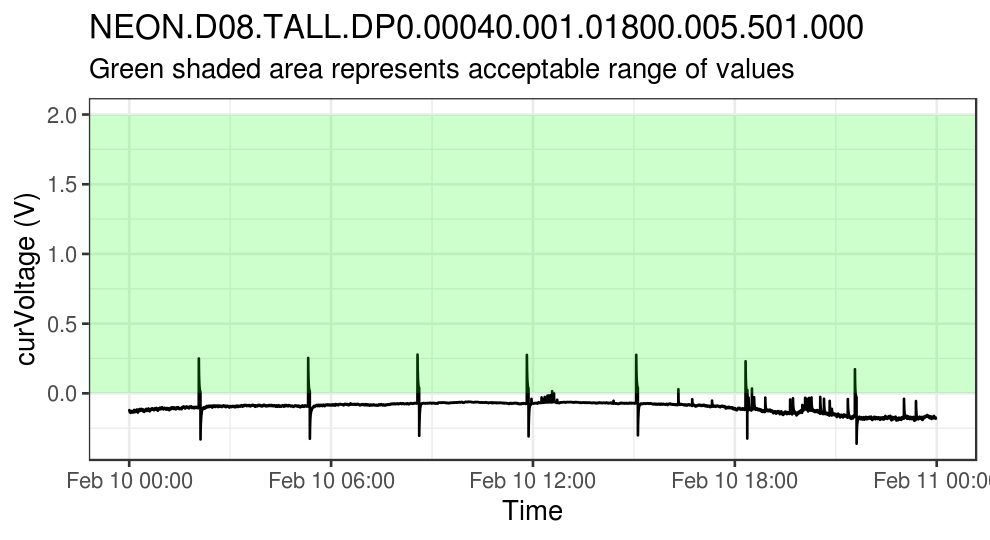 NEON.D08.TALL.DP0.00040.001.01800.005.501.000
Green shaded area represents acceptable range of values
curVoltage (V)
2.0
1.5
1.0
0.5
0.0
Feb 10 00:00 Feb 10 06:00 Feb 10 12:00 Feb 10 18:00 Feb 11 00:0
Time